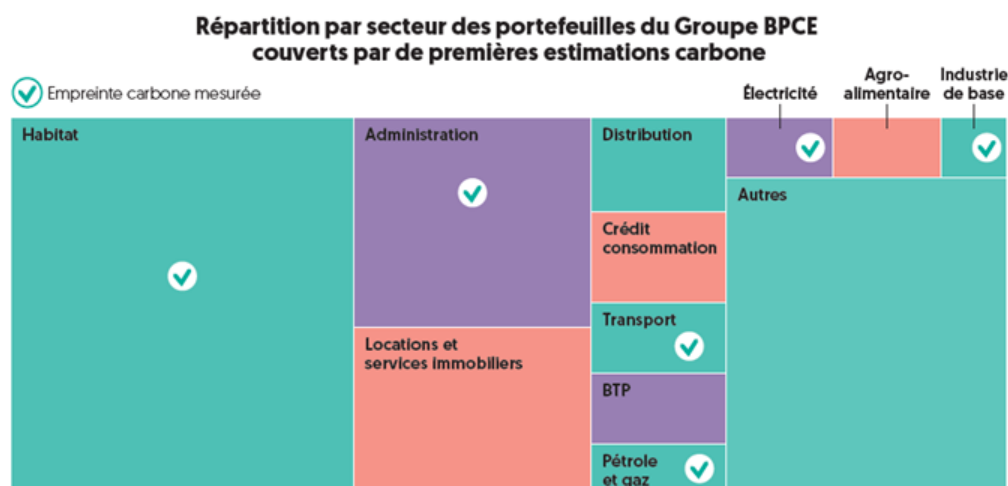 Répartition par secteur des portefeuilles du Groupe BPCE
couverts par de premières estimations carbone
Empreinte carbone mesurée
Électricité
Agro-
alimentaire
Industrie
de base
Habitat
Administration
Distribution
Autres
Crédit
consommation
Transport
Locations et
services immobiliers
BTP
Pétrole
et gaz